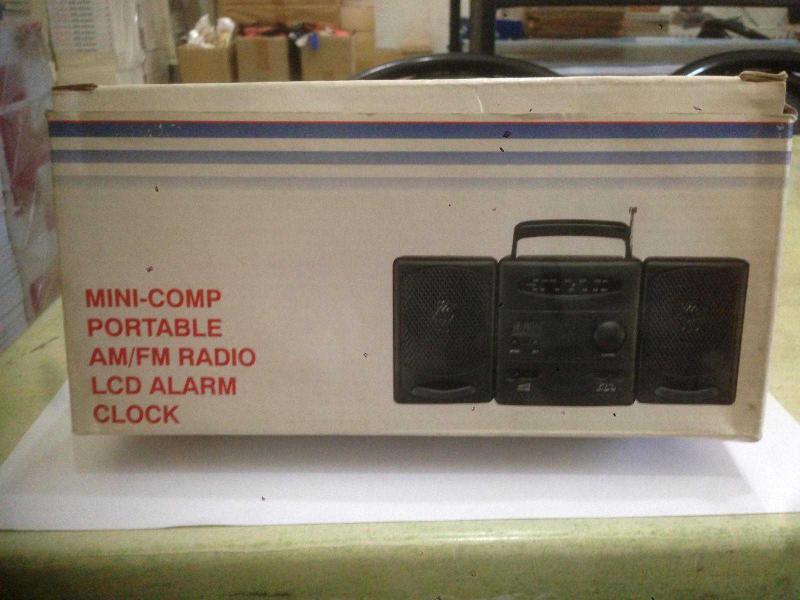 MINI-COMP
PORTABLE
AM/FM RADIO
LCD ALARM
CLOCK